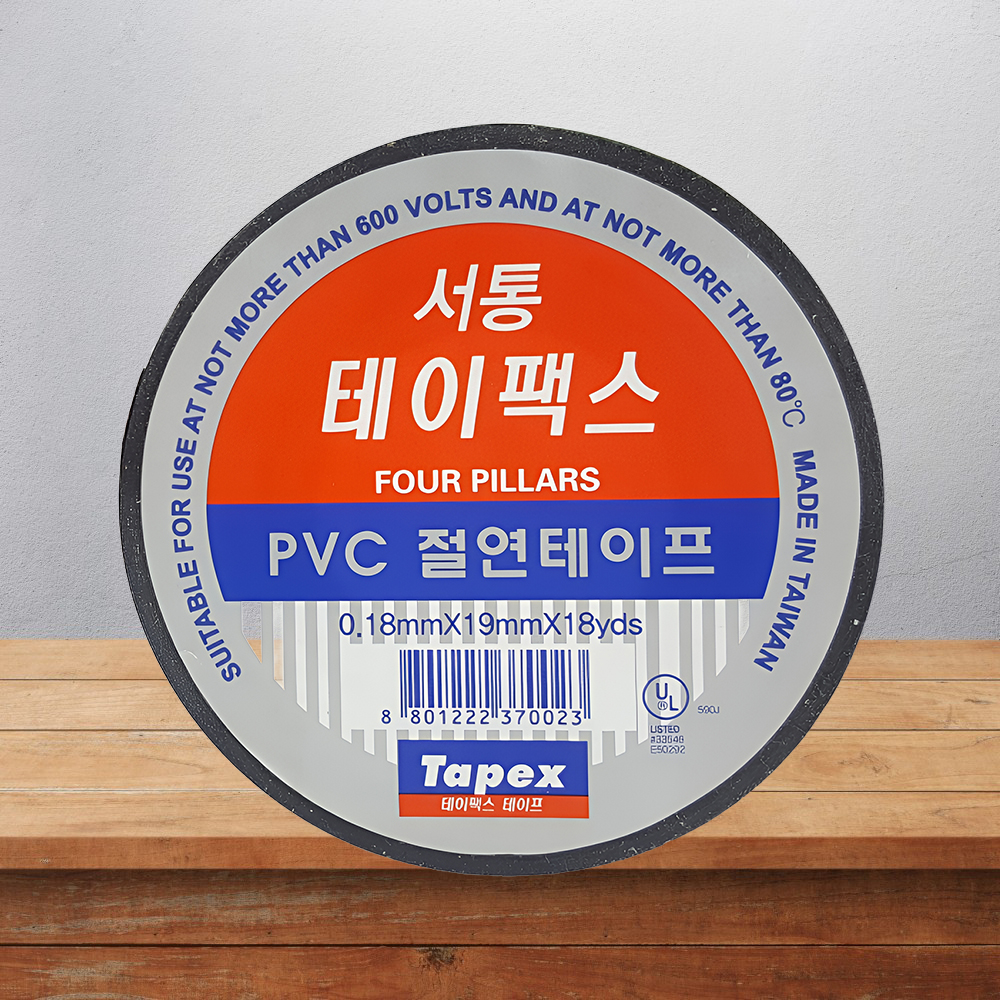 SUITABLE FOR USE AT NOT MORE THAN 600 VOLTS AND AT NOT MORE THAN 80℃ MADE IN TAIWAN
서통
테이팩스
FOUR PILLARS
PVC 절연테이프
0.18mmX19mmX18yds
8 801222 370023
UL
LISTED
E50292
Tapex
테이팩스 테이프